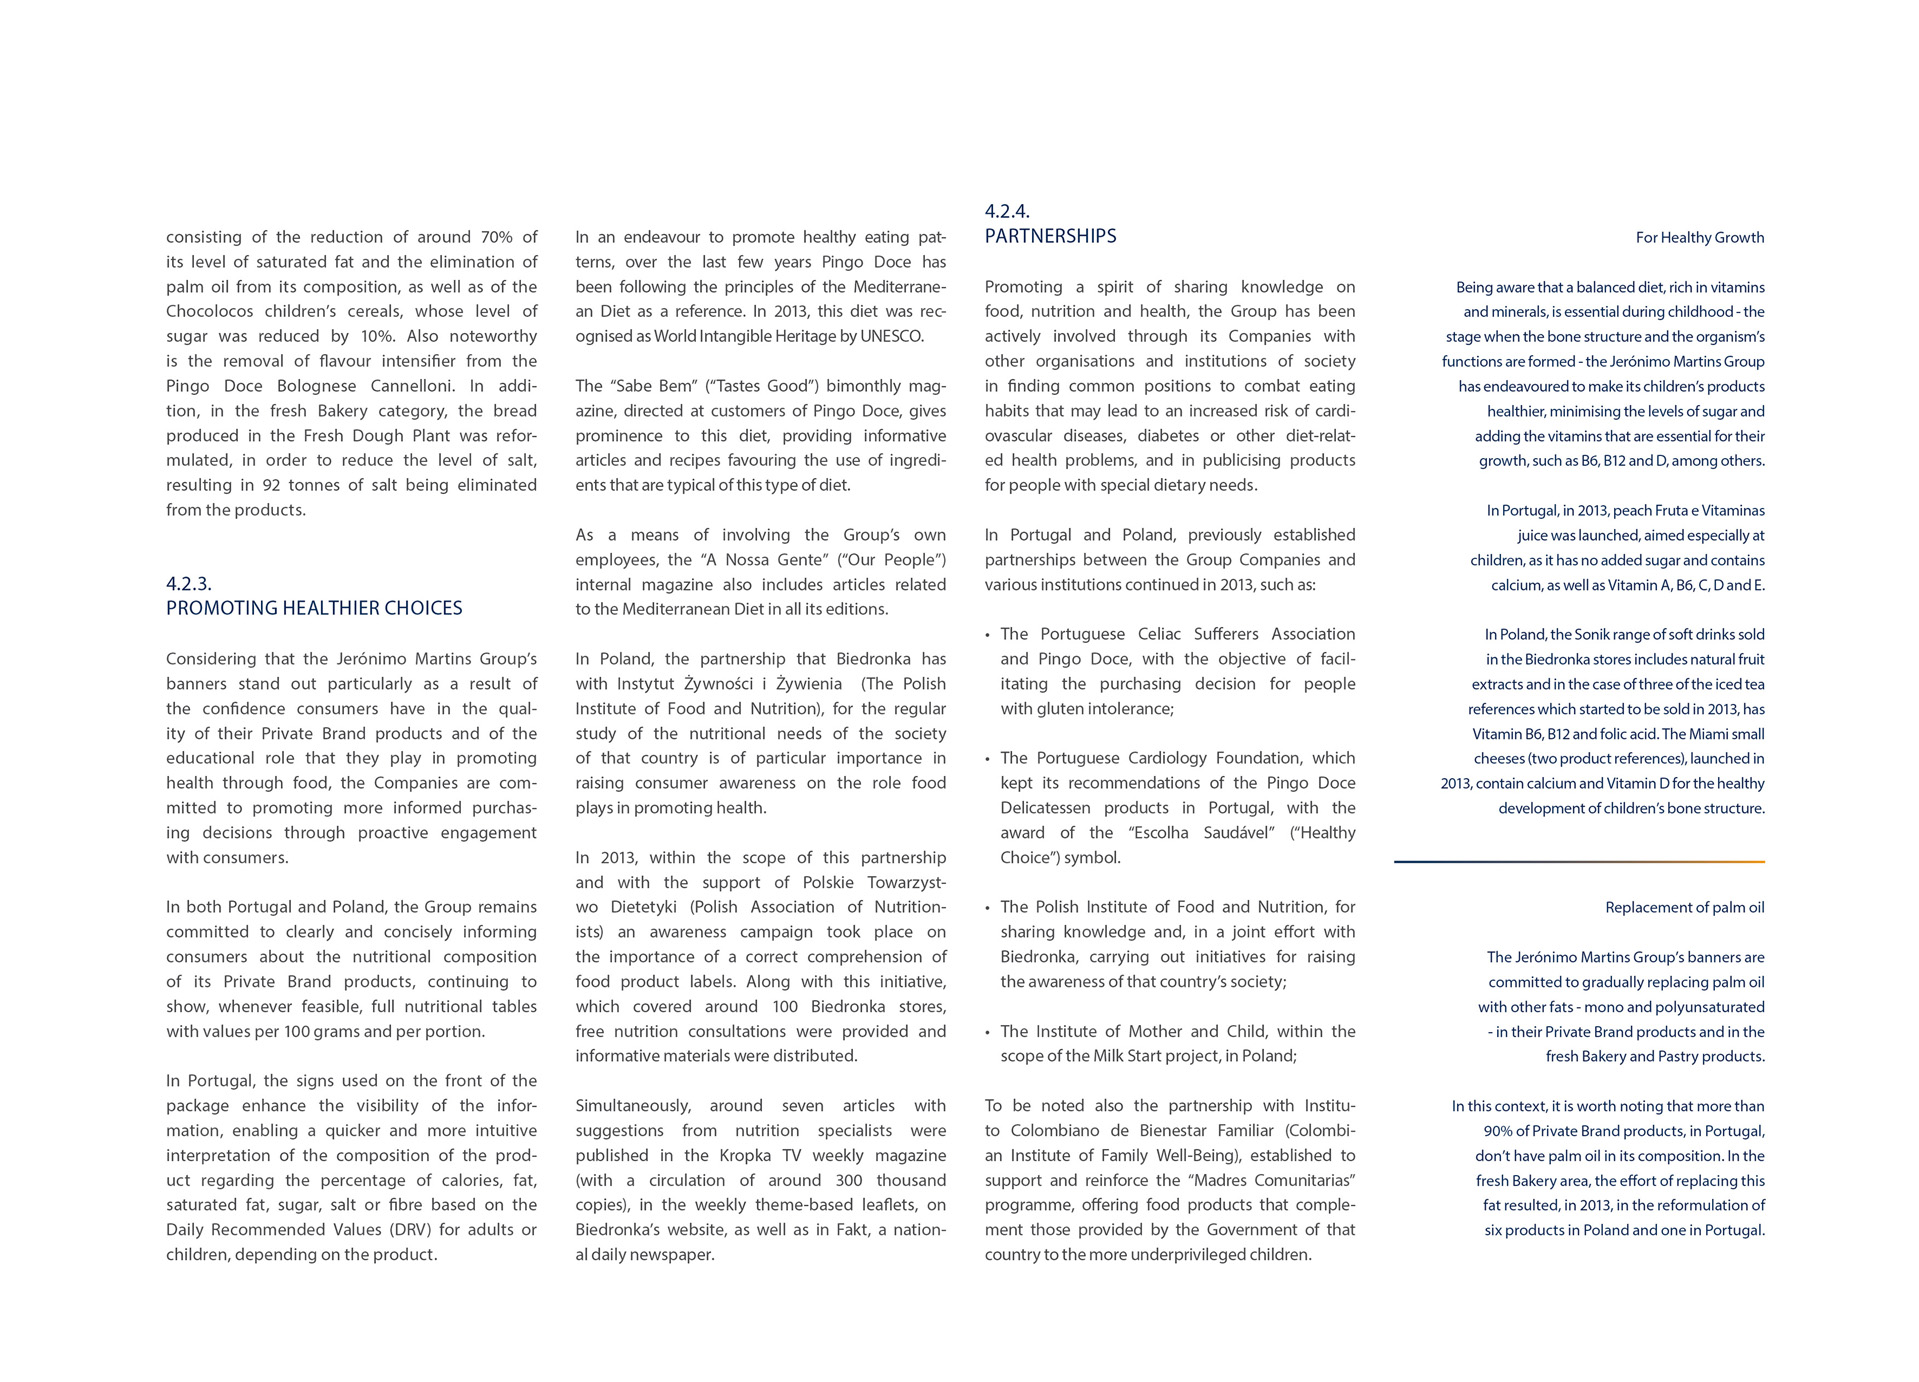 consisting of the reduction of around 70% of
its level of saturated fat and the elimination of
palm oil from its composition, as well as of the
Chocolocos children’s cereals, whose level of
sugar was reduced by 10%. Also noteworthy
is the removal of flavour intensifier from the
Pingo Doce Bolognese Cannelloni. In addi-
tion, in the fresh Bakery category, the bread
produced in the Fresh Dough Plant was refor-
mulated, in order to reduce the level of salt,
resulting in 92 tonnes of salt being eliminated
from the products.
4.2.3.
PROMOTING HEALTHIER CHOICES
Considering that the Jerónimo Martins Group’s
banners stand out particularly as a result of
the confidence consumers have in the qual-
ity of their Private Brand products and of the
educational role that they play in promoting
health through food, the Companies are com-
mitted to promoting more informed purchas-
ing decisions through proactive engagement
with consumers.
In both Portugal and Poland, the Group remains
committed to clearly and concisely informing
consumers about the nutritional composition
of its Private Brand products, continuing to
show, whenever feasible, full nutritional tables
with values per 100 grams and per portion.
In Portugal, the signs used on the front of the
package enhance the visibility of the infor-
mation, enabling a quicker and more intuitive
interpretation of the composition of the prod-
uct regarding the percentage of calories, fat,
saturated fat, sugar, salt or fibre based on the
Daily Recommended Values (DRV) for adults or
children, depending on the product.
In an endeavour to promote healthy eating pat-
terns, over the last few years Pingo Doce has
been following the principles of the Mediterrane-
an Diet as a reference. In 2013, this diet was rec-
ognised as World Intangible Heritage by UNESCO.
The “Sabe Bem” (“Tastes Good”) bimonthly mag-
azine, directed at customers of Pingo Doce, gives
prominence to this diet, providing informative
articles and recipes favouring the use of ingredi-
ents that are typical of this type of diet.
As a means of involving the Group’s own
employees, the “A Nossa Gente” (“Our People”)
internal magazine also includes articles related
to the Mediterranean Diet in all its editions.
In Poland, the partnership that Biedronka has
with Instytut Żywności i Żywienia (The Polish
Institute of Food and Nutrition), for the regular
study of the nutritional needs of the society
of that country is of particular importance in
raising consumer awareness on the role food
plays in promoting health.
In 2013, within the scope of this partnership
and with the support of Polskie Towarzyst-
wo Dietetyki (Polish Association of Nutrition-
ists) an awareness campaign took place on
the importance of a correct comprehension of
food product labels. Along with this initiative,
which covered around 100 Biedronka stores,
free nutrition consultations were provided and
informative materials were distributed.
Simultaneously, around seven articles with
suggestions from nutrition specialists were
published in the Kropka TV weekly magazine
(with a circulation of around 300 thousand
copies), in the weekly theme-based leaflets, on
Biedronka’s website, as well as in Fakt, a nation-
al daily newspaper.
4.2.4.
PARTNERSHIPS
Promoting a spirit of sharing knowledge on
food, nutrition and health, the Group has been
actively involved through its Companies with
other organisations and institutions of society
in finding common positions to combat eating
habits that may lead to an increased risk of cardi-
ovascular diseases, diabetes or other diet-relat-
ed health problems, and in publicising products
for people with special dietary needs.
In Portugal and Poland, previously established
partnerships between the Group Companies and
various institutions continued in 2013, such as:
• The Portuguese Celiac Sufferers Association
and Pingo Doce, with the objective of facil-
itating the purchasing decision for people
with gluten intolerance;
• The Portuguese Cardiology Foundation, which
kept its recommendations of the Pingo Doce
Delicatessen products in Portugal, with the
award of the “Escolha Saudável” (“Healthy
Choice”) symbol.
• The Polish Institute of Food and Nutrition, for
sharing knowledge and, in a joint effort with
Biedronka, carrying out initiatives for raising
the awareness of that country’s society;
• The Institute of Mother and Child, within the
scope of the Milk Start project, in Poland;
To be noted also the partnership with Institu-
to Colombiano de Bienestar Familiar (Colombi-
an Institute of Family Well-Being), established to
support and reinforce the “Madres Comunitarias”
programme, offering food products that comple-
ment those provided by the Government of that
country to the more underprivileged children.
For Healthy Growth
Being aware that a balanced diet, rich in vitamins
and minerals, is essential during childhood - the
stage when the bone structure and the organism’s
functions are formed - the Jerónimo Martins Group
has endeavoured to make its children’s products
healthier, minimising the levels of sugar and
adding the vitamins that are essential for their
growth, such as B6, B12 and D, among others.
In Portugal, in 2013, peach Fruta e Vitaminas
juice was launched, aimed especially at
children, as it has no added sugar and contains
calcium, as well as Vitamin A, B6, C, D and E.
In Poland, the Sonik range of soft drinks sold
in the Biedronka stores includes natural fruit
extracts and in the case of three of the iced tea
references which started to be sold in 2013, has
Vitamin B6, B12 and folic acid. The Miami small
cheeses (two product references), launched in
2013, contain calcium and Vitamin D for the healthy
development of children’s bone structure.
Replacement of palm oil
The Jerónimo Martins Group’s banners are
committed to gradually replacing palm oil
with other fats - mono and polyunsaturated
- in their Private Brand products and in the
fresh Bakery and Pastry products.
In this context, it is worth noting that more than
90% of Private Brand products, in Portugal,
don’t have palm oil in its composition. In the
fresh Bakery area, the effort of replacing this
fat resulted, in 2013, in the reformulation of
six products in Poland and one in Portugal.